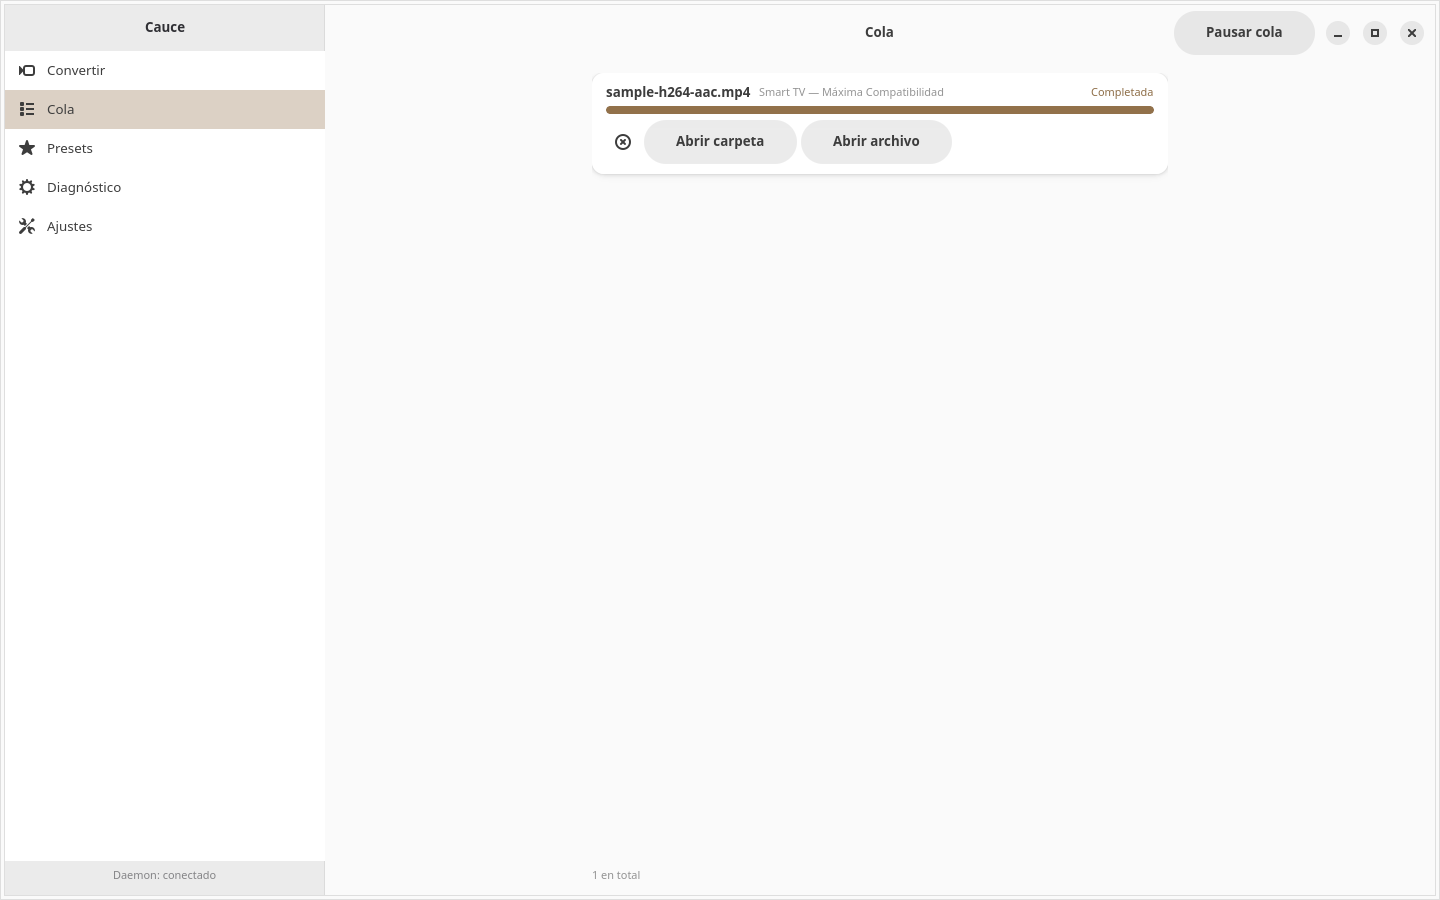 Cauce
Convertir
Cola
Presets
Diagnóstico
Ajustes
Daemon: conectado
Cola
Pausar cola
sample-h264-aac.mp4 Smart TV — Máxima Compatibilidad Completada
Abrir carpeta Abrir archivo
1 en total